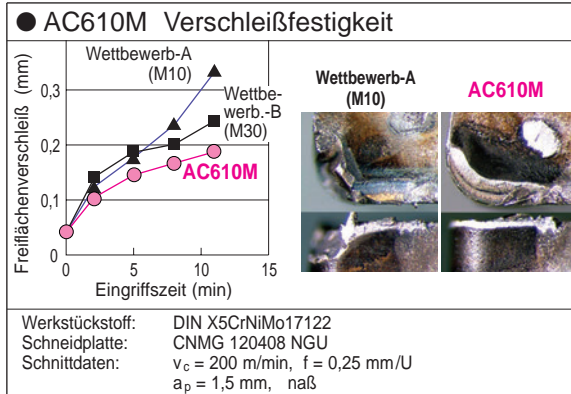 ● AC610M Verschleißfestigkeit
Freiflächenverschleiß (mm)
0,3
0,2
0,1
0
0
5
10
15
Eingriffszeit (min)
Wettbewerb-A
(M10)
Wettbe-
werb.-B
(M30)
AC610M
Wettbewerb-A
(M10)
AC610M
Werkstückstoff: DIN X5CrNiMo17122
Schneidplatte: CNMG 120408 NGU
Schnittdaten: vc = 200 m/min, f = 0,25 mm/U
ap = 1,5 mm, naß